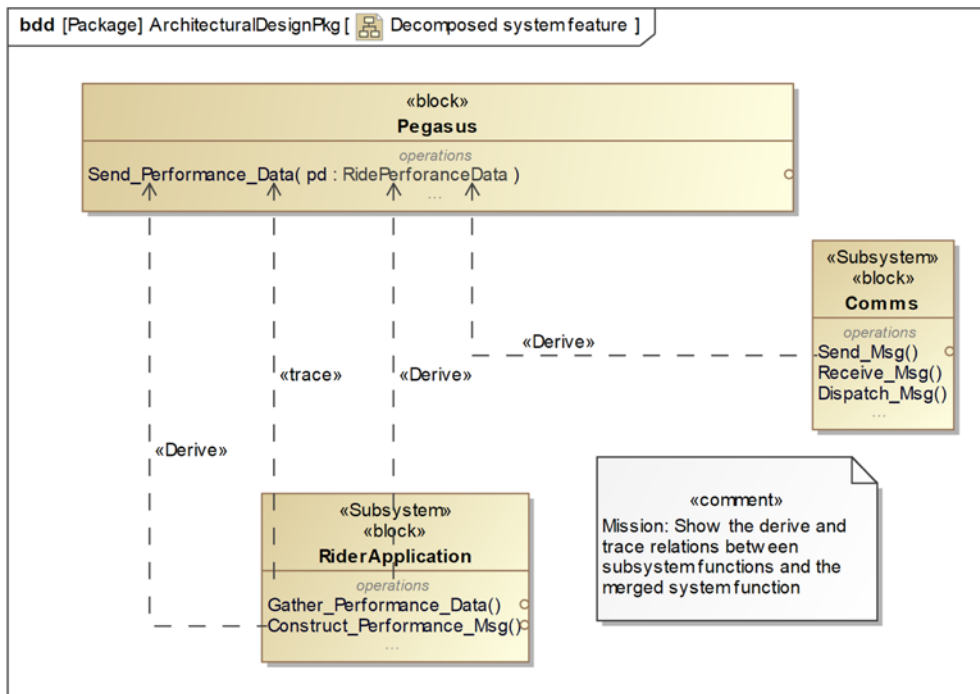 bdd [Package] ArchitecturalDesignPkg [ Decomposed system feature ]
«block»
Pegasus
operations
Send_Performance_Data( pd : RidePerforanceData )
...
«Subsystem»
«block»
Comms
operations
Send_Msg()
Receive_Msg()
Dispatch_Msg()
...
«Derive»
«trace»
«Derive»
«Derive»
«Subsystem»
«block»
RiderApplication
operations
Gather_Performance_Data()
Construct_Performance_Msg()
...
«comment»
Mission: Show the derive and
trace relations between
subsystem functions and the
merged system function